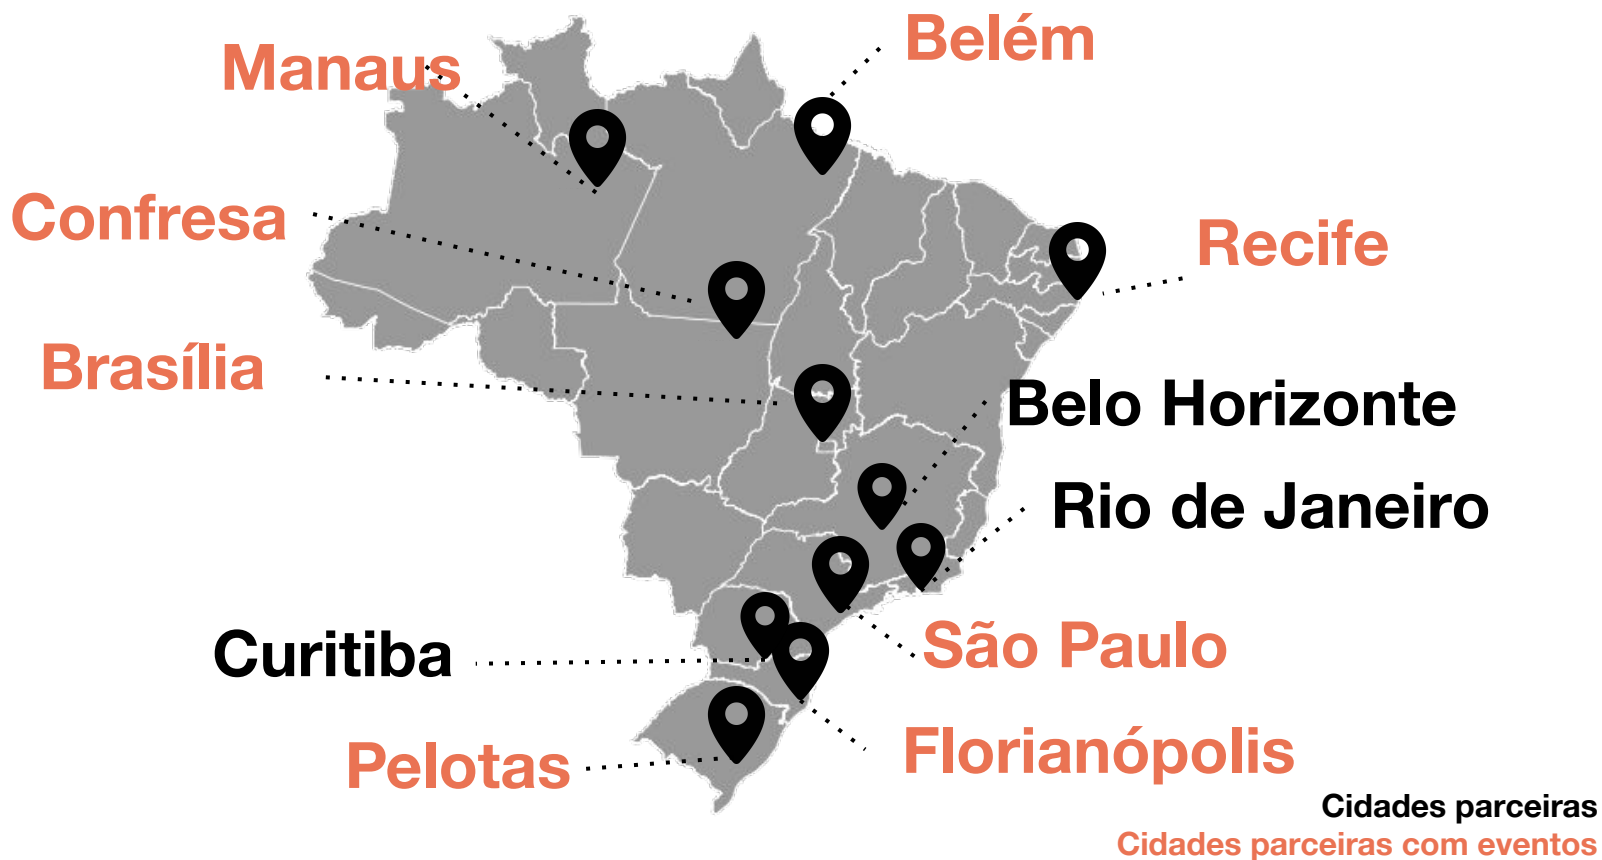 Belém
Manaus
Confresa
Recife
Brasília
Belo Horizonte
Rio de Janeiro
Curitiba
São Paulo
Florianópolis
Pelotas
Cidades parceiras
Cidades parceiras com eventos